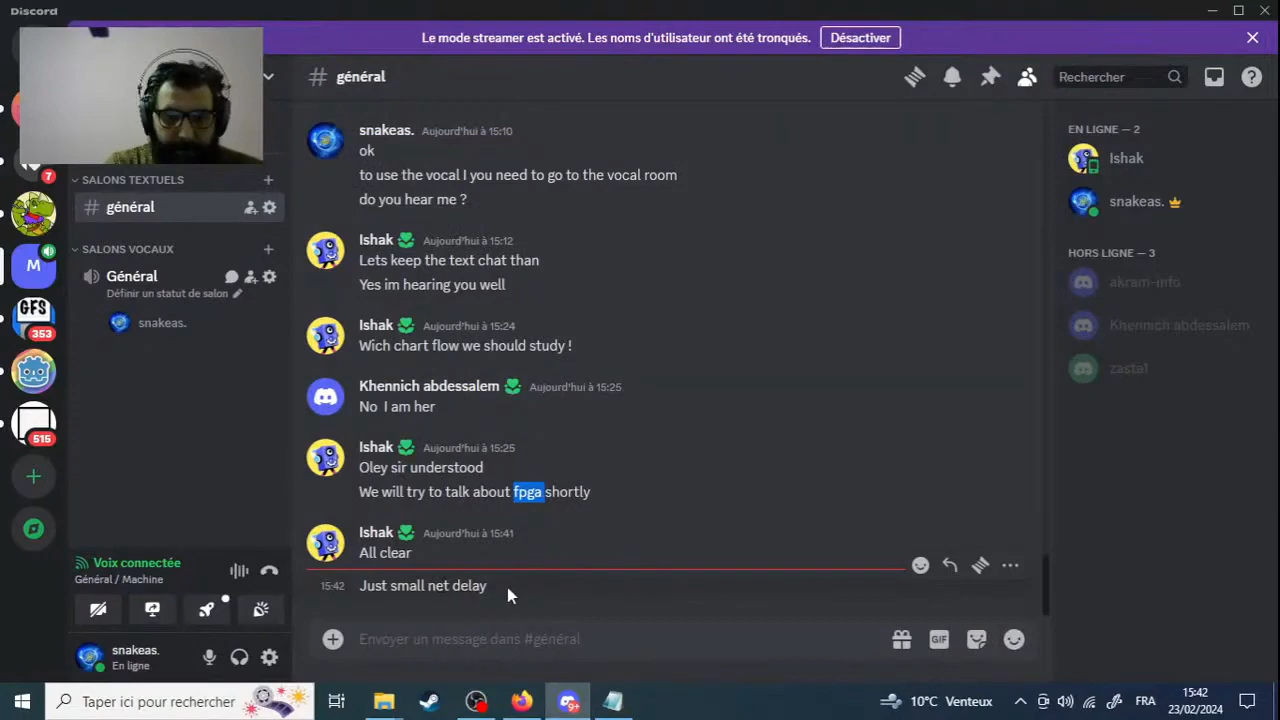 Discord
Le mode streamer est activé. Les noms d'utilisateur ont été tronqués.
Désactiver
général
Rechercher
snakeas. Aujourd'hui à 15:10
ok
to use the vocal I you need to go to the vocal room
do you hear me ?
Ishak Aujourd'hui à 15:12
Lets keep the text chat than
Yes im hearing you well
Ishak Aujourd'hui à 15:24
Wich chart flow we should study !
Khennich abdessalem Aujourd'hui à 15:25
No I am her
Ishak Aujourd'hui à 15:25
Oley sir understood
We will try to talk about fpga shortly
Ishak Aujourd'hui à 15:41
All clear
15:42 Just small net delay
Envoyer un message dans #général
GIF
EN LIGNE — 2
Ishak
snakeas.
HORS LIGNE — 3
akram-info
Khennich abdessalem
zastel
SALONS TEXTUELS
général
SALONS VOCAUX
Général
Définir un statut de salon
snakeas.
7
M
GFS
353
515
Voix connectée
Général / Machine
snakeas.
En ligne
Taper ici pour rechercher
9+
10°C Venteux
FRA
15:42
23/02/2024